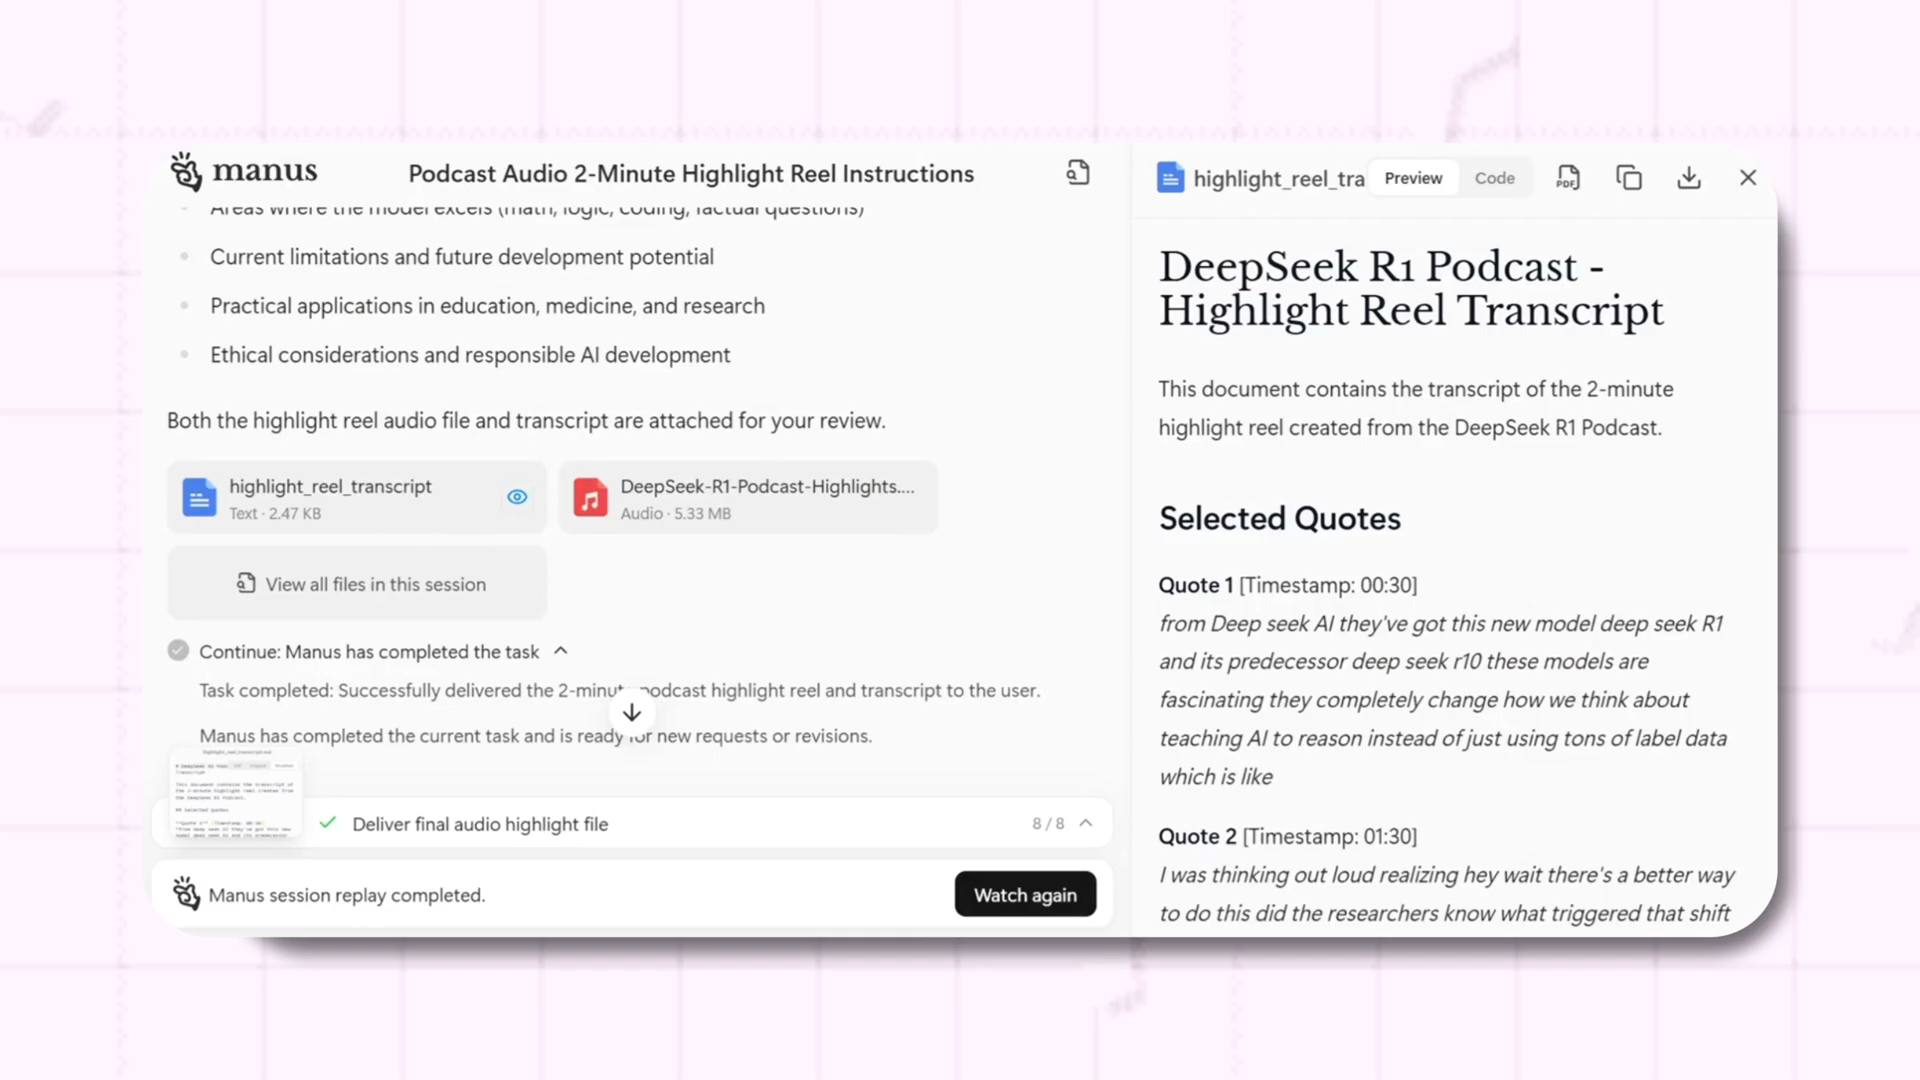 manus
Podcast Audio 2-Minute Highlight Reel Instructions
Areas where the model excels (math, logic, coding, factual questions)
Current limitations and future development potential
Practical applications in education, medicine, and research
Ethical considerations and responsible AI development
Both the highlight reel audio file and transcript are attached for your review.
highlight_reel_transcript
Text · 2.47 KB
DeepSeek-R1-Podcast-Highlights....
Audio · 5.33 MB
View all files in this session
Continue: Manus has completed the task
Task completed: Successfully delivered the 2-minut podcast highlight reel and transcript to the user.
Manus has completed the current task and is ready for new requests or revisions.
Deliver final audio highlight file
8 / 8
Manus session replay completed.
Watch again
highlight_reel_tra
Preview
Code
PDF
DeepSeek R1 Podcast -
Highlight Reel Transcript
This document contains the transcript of the 2-minute
highlight reel created from the DeepSeek R1 Podcast.
Selected Quotes
Quote 1 [Timestamp: 00:30]
from Deep seek AI they've got this new model deep seek R1
and its predecessor deep seek r10 these models are
fascinating they completely change how we think about
teaching AI to reason instead of just using tons of label data
which is like
Quote 2 [Timestamp: 01:30]
I was thinking out loud realizing hey wait there's a better way
to do this did the researchers know what triggered that shift